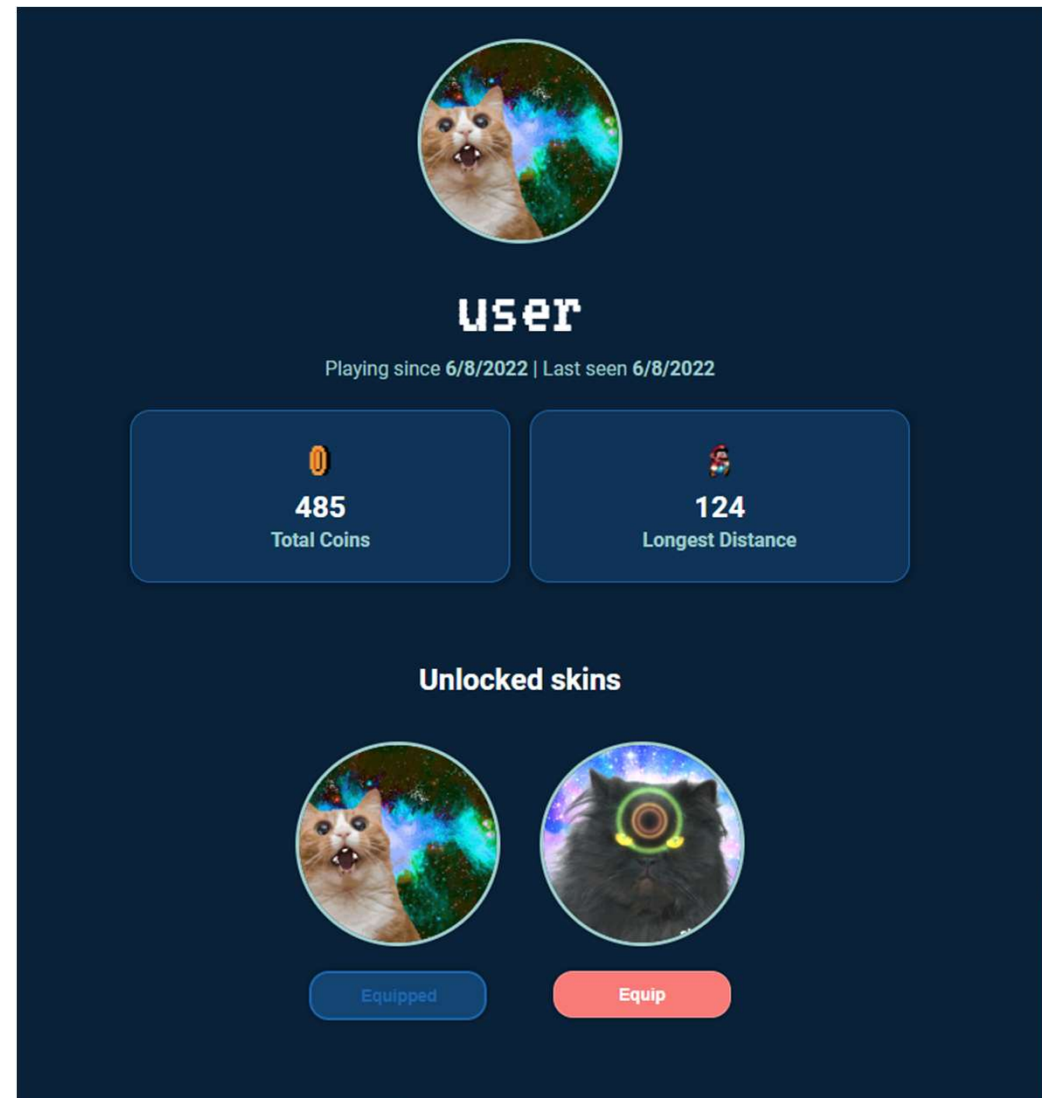 user
Playing since 6/8/2022 | Last seen 6/8/2022
485
Total Coins
124
Longest Distance
Unlocked skins
Equipped
Equip